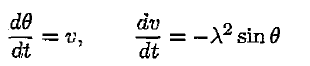 dθ/dt = v, dv/dt = −λ² sin θ